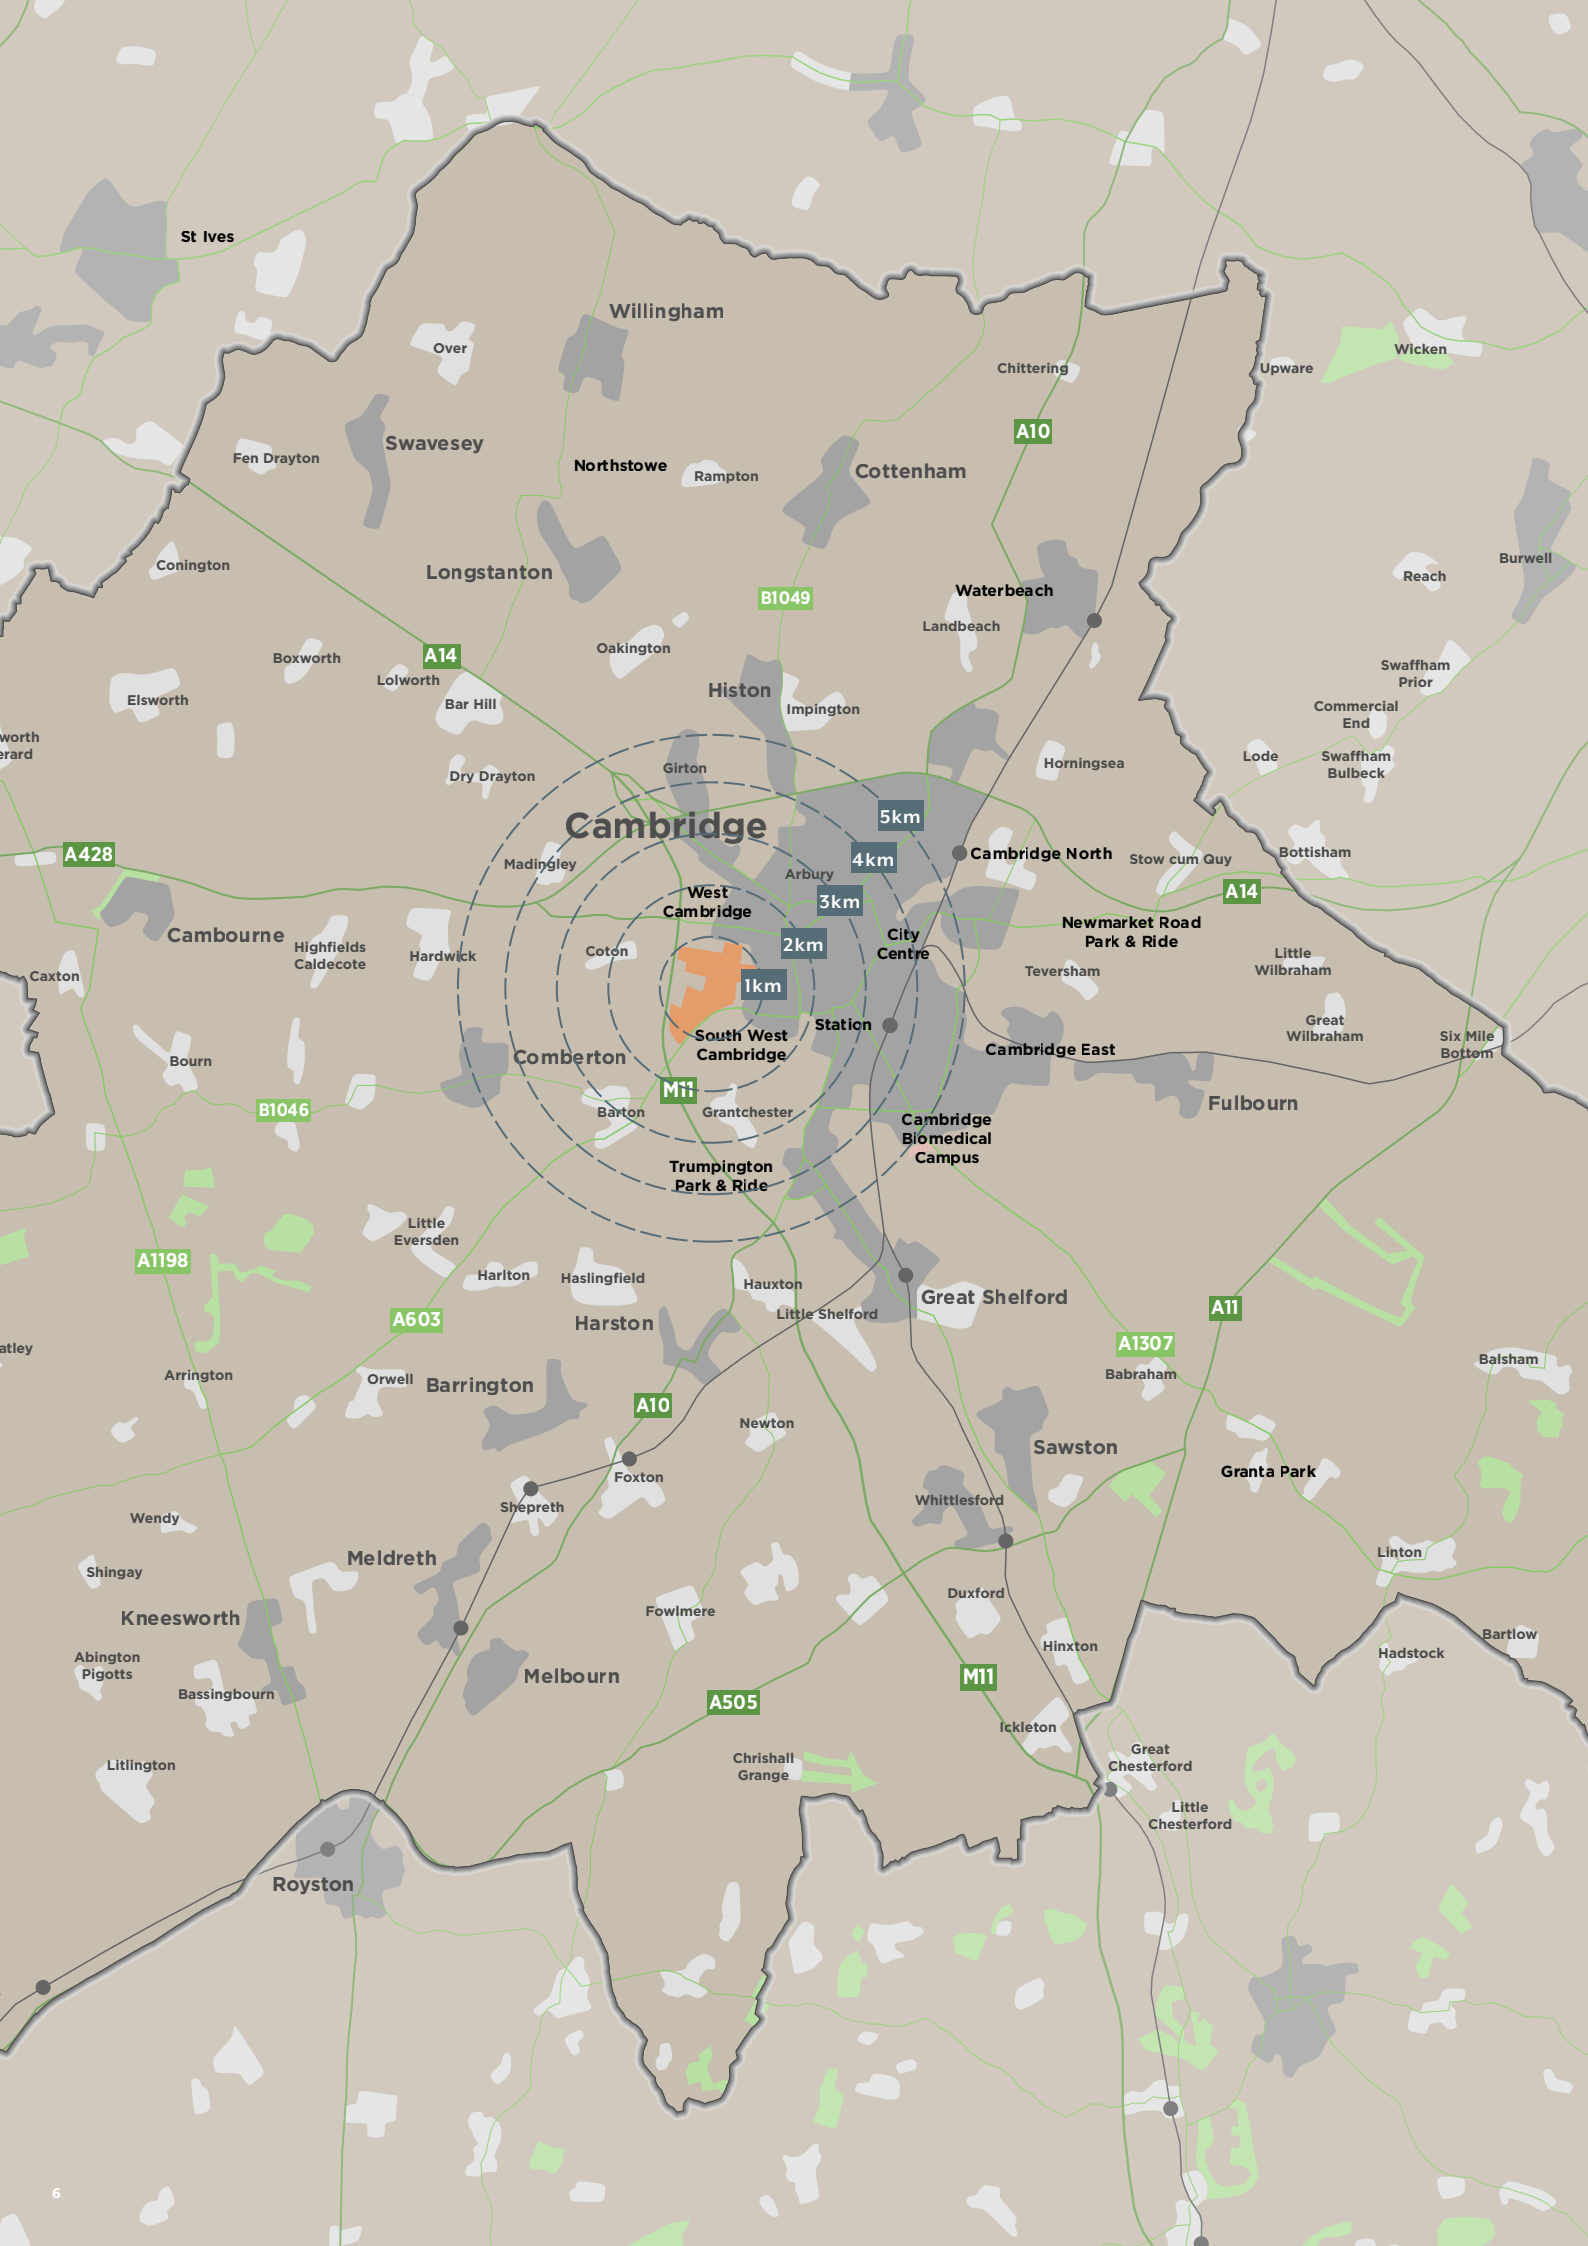 St Ives
Willingham
Over
Wicken
Upware
Chittering
A10
Swavesey
Fen Drayton
Northstowe
Rampton
Cottenham
Conington
Longstanton
Burwell
Reach
B1049
Waterbeach
Landbeach
Oakington
A14
Boxworth
Lolworth
Elsworth
Bar Hill
Histon
Impington
Swaffham
Prior
Commercial
End
worth
erard
Girton
Dry Drayton
Horningsea
Lode
Swaffham
Bulbeck
Cambridge
5km
A428
Madingley
4km
Cambridge North
Stow cum Quy
Bottisham
Arbury
3km
A14
West
Cambridge
Newmarket Road
Park & Ride
Cambourne
Highfields
Caldecote
Hardwick
Coton
2km
City
Centre
Little
Wilbraham
Caxton
Teversham
1km
Station
Great
Wilbraham
Six Mile
Bottom
South West
Cambridge
Cambridge East
Bourn
Comberton
M11
B1046
Barton
Grantchester
Fulbourn
Cambridge
Biomedical
Campus
Trumpington
Park & Ride
Little
Eversden
A1198
Harlton
Haslingfield
Hauxton
Great Shelford
Little Shelford
A11
A603
Harston
A1307
atley
Arrington
Orwell
Barrington
Babraham
Balsham
A10
Newton
Sawston
Granta Park
Foxton
Shepreth
Whittlesford
Wendy
Meldreth
Linton
Shingay
Kneesworth
Fowlmere
Duxford
Hinxton
Bartlow
Hadstock
Abington
Pigotts
Bassingbourn
Melbourn
M11
A505
Ickleton
Litlington
Chrishall
Grange
Great
Chesterford
Little
Chesterford
Royston
6